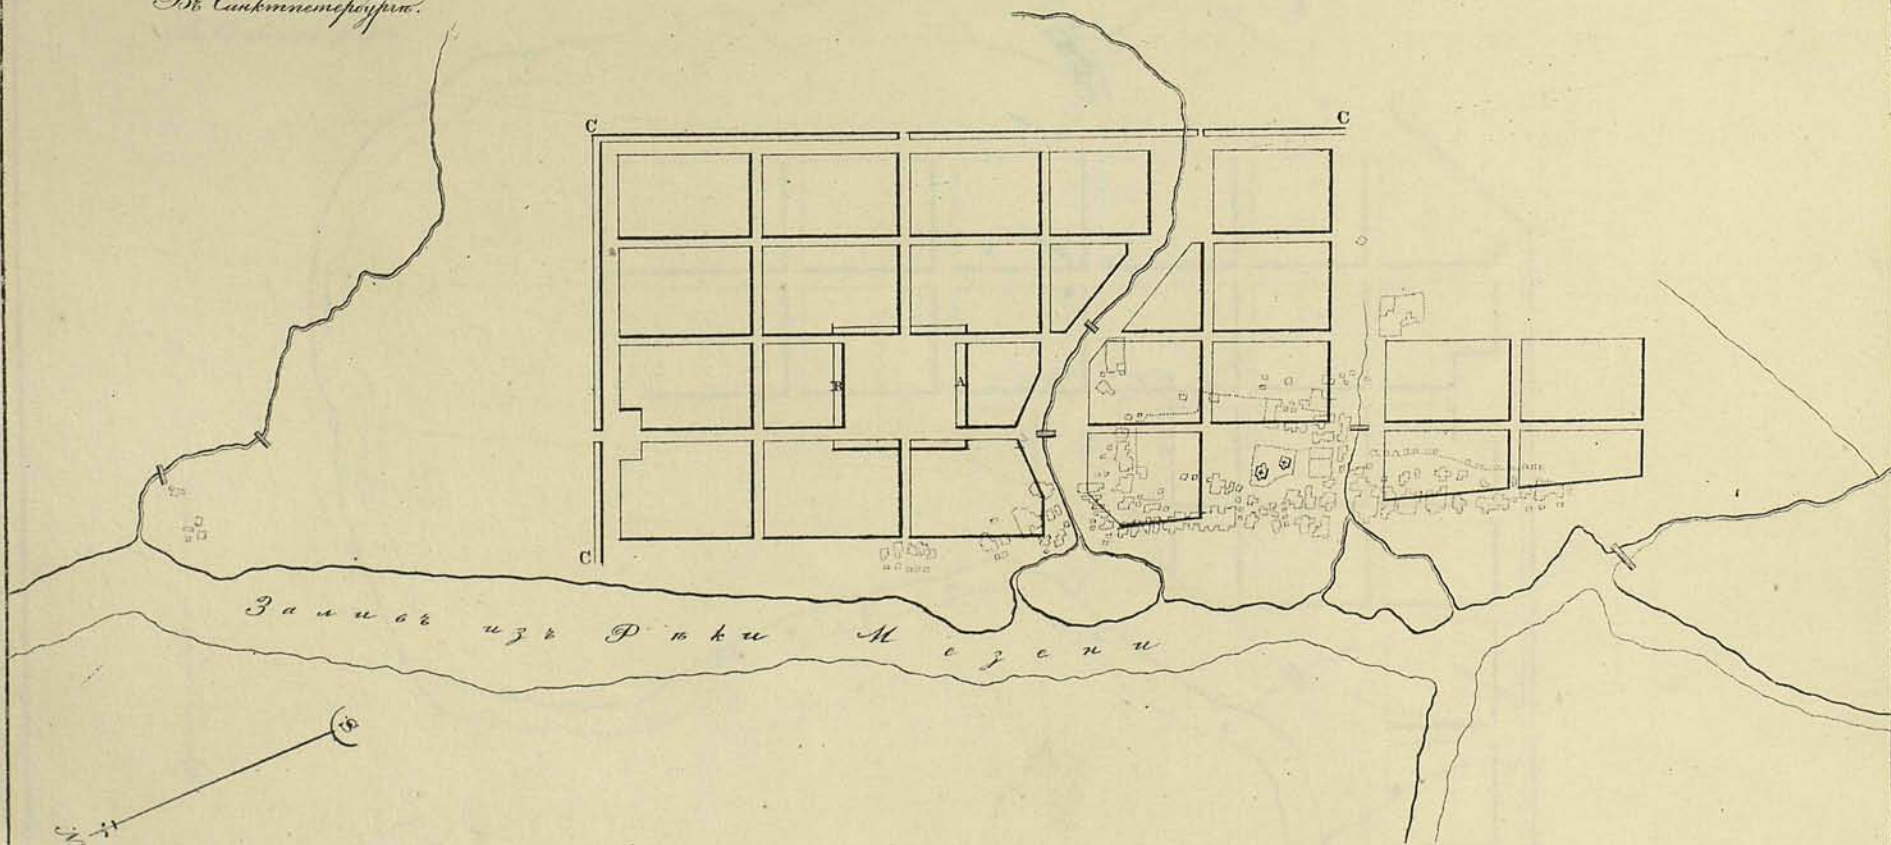 Въ Санктпетербургѣ.
C C
B A
C
Заливъ изъ Рѣки Мезени
S
N